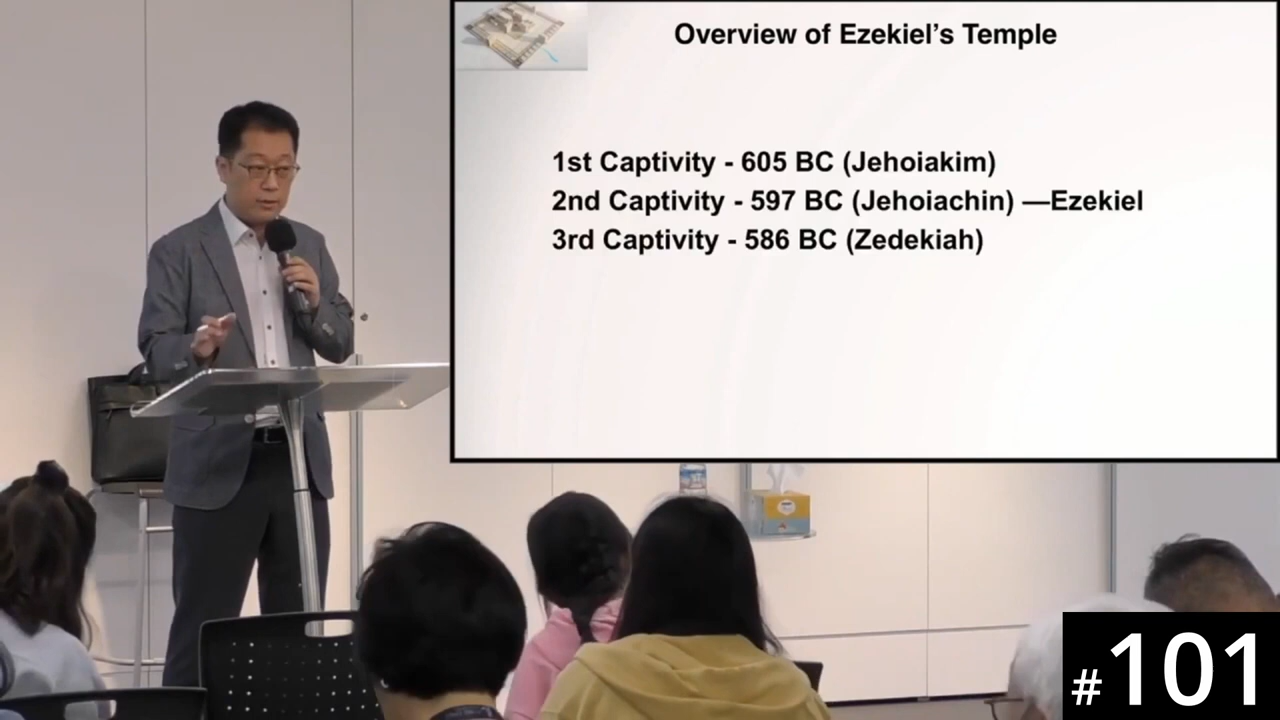 Overview of Ezekiel’s Temple
1st Captivity - 605 BC (Jehoiakim)
2nd Captivity - 597 BC (Jehoiachin) —Ezekiel
3rd Captivity - 586 BC (Zedekiah)
#101